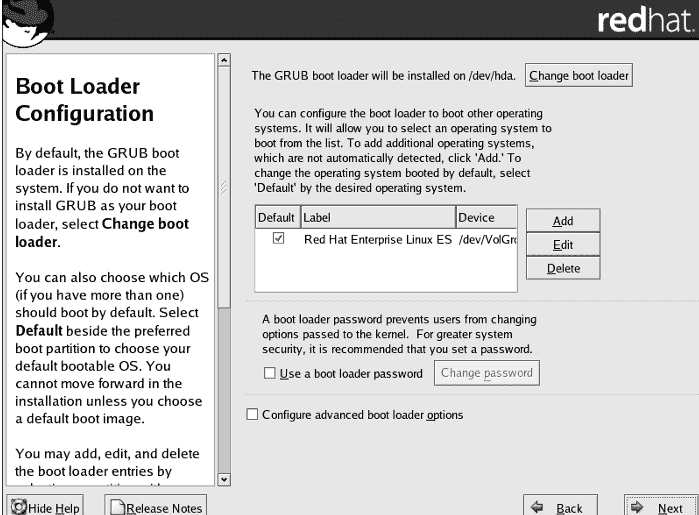 redhat.
Boot Loader
Configuration
By default, the GRUB boot
loader is installed on the
system. If you do not want to
install GRUB as your boot
loader, select Change boot
loader.
You can also choose which OS
(if you have more than one)
should boot by default. Select
Default beside the preferred
boot partition to choose your
default bootable OS. You
cannot move forward in the
installation unless you choose
a default boot image.
You may add, edit, and delete
the boot loader entries by
The GRUB boot loader will be installed on /dev/hda.
Change boot loader
You can configure the boot loader to boot other operating
systems. It will allow you to select an operating system to
boot from the list. To add additional operating systems,
which are not automatically detected, click 'Add.' To
change the operating system booted by default, select
'Default' by the desired operating system.
Default Label Device
Red Hat Enterprise Linux ES /dev/VolGro
Add
Edit
Delete
A boot loader password prevents users from changing
options passed to the kernel. For greater system
security, it is recommended that you set a password.
Use a boot loader password Change password
Configure advanced boot loader options
Hide Help Release Notes Back Next